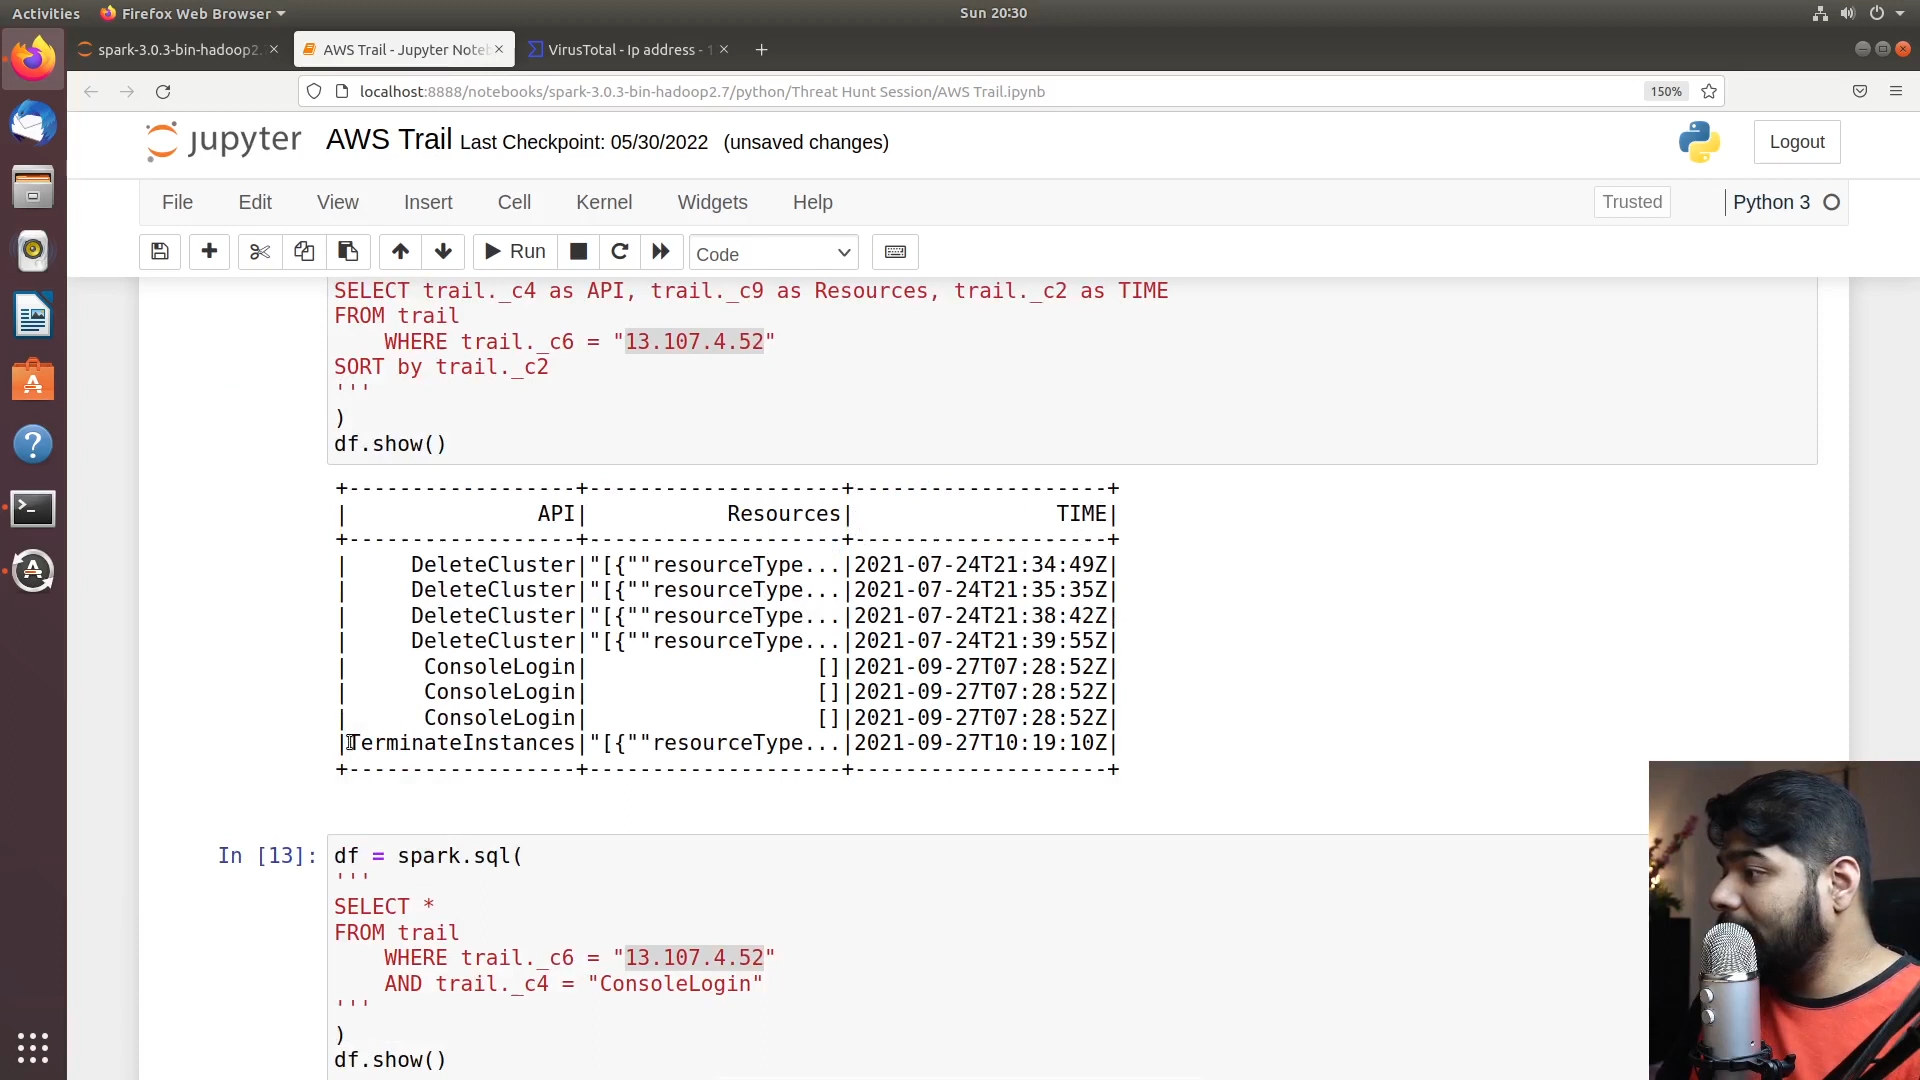 Activities Firefox Web Browser Sun 20:30
spark-3.0.3-bin-hadoop2. AWS Trail - Jupyter Noteb VirusTotal - Ip address - 1
localhost:8888/notebooks/spark-3.0.3-bin-hadoop2.7/python/Threat Hunt Session/AWS Trail.ipynb 150%
jupyter AWS Trail Last Checkpoint: 05/30/2022 (unsaved changes) Logout
File Edit View Insert Cell Kernel Widgets Help Trusted Python 3
Run Code
SELECT trail._c4 as API, trail._c9 as Resources, trail._c2 as TIME
FROM trail
WHERE trail._c6 = "13.107.4.52"
SORT by trail._c2
'''
)
df.show()
+------------------+--------------------+--------------------+
| API| Resources| TIME|
+------------------+--------------------+--------------------+
| DeleteCluster|"[{""resourceType...|2021-07-24T21:34:49Z|
| DeleteCluster|"[{""resourceType...|2021-07-24T21:35:35Z|
| DeleteCluster|"[{""resourceType...|2021-07-24T21:38:42Z|
| DeleteCluster|"[{""resourceType...|2021-07-24T21:39:55Z|
| ConsoleLogin| []|2021-09-27T07:28:52Z|
| ConsoleLogin| []|2021-09-27T07:28:52Z|
| ConsoleLogin| []|2021-09-27T07:28:52Z|
|TerminateInstances|"[{""resourceType...|2021-09-27T10:19:10Z|
+------------------+--------------------+--------------------+
In [13]: df = spark.sql(
'''
SELECT *
FROM trail
WHERE trail._c6 = "13.107.4.52"
AND trail._c4 = "ConsoleLogin"
'''
)
df.show()